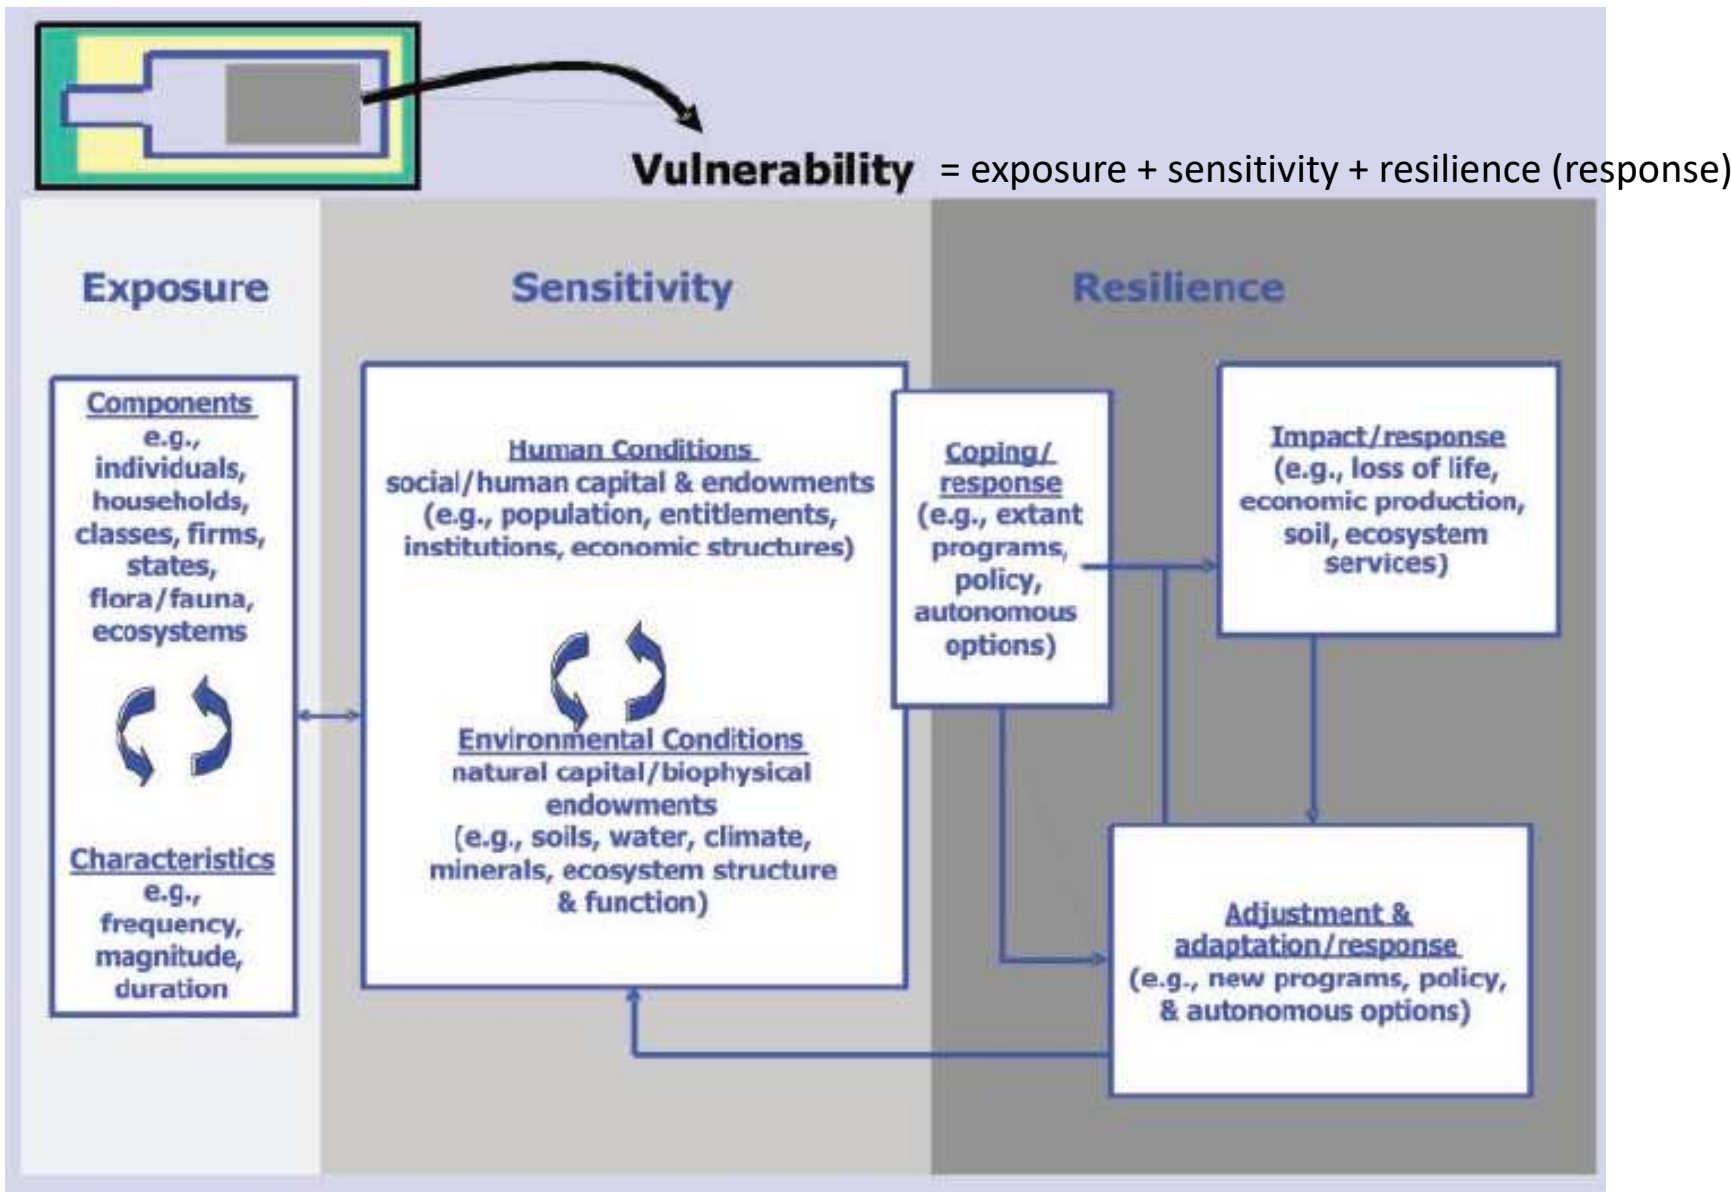 Vulnerability = exposure + sensitivity + resilience (response)
Exposure
Sensitivity
Resilience
Components
e.g.,
individuals,
households,
classes, firms,
states,
flora/fauna,
ecosystems
Characteristics
e.g.,
frequency,
magnitude,
duration
Human Conditions
social/human capital & endowments
(e.g., population, entitlements,
institutions, economic structures)
Environmental Conditions
natural capital/biophysical
endowments
(e.g., soils, water, climate,
minerals, ecosystem structure
& function)
Coping/
response
(e.g., extant
programs,
policy,
autonomous
options)
Impact/response
(e.g., loss of life,
economic production,
soil, ecosystem
services)
Adjustment &
adaptation/response
(e.g., new programs, policy,
& autonomous options)